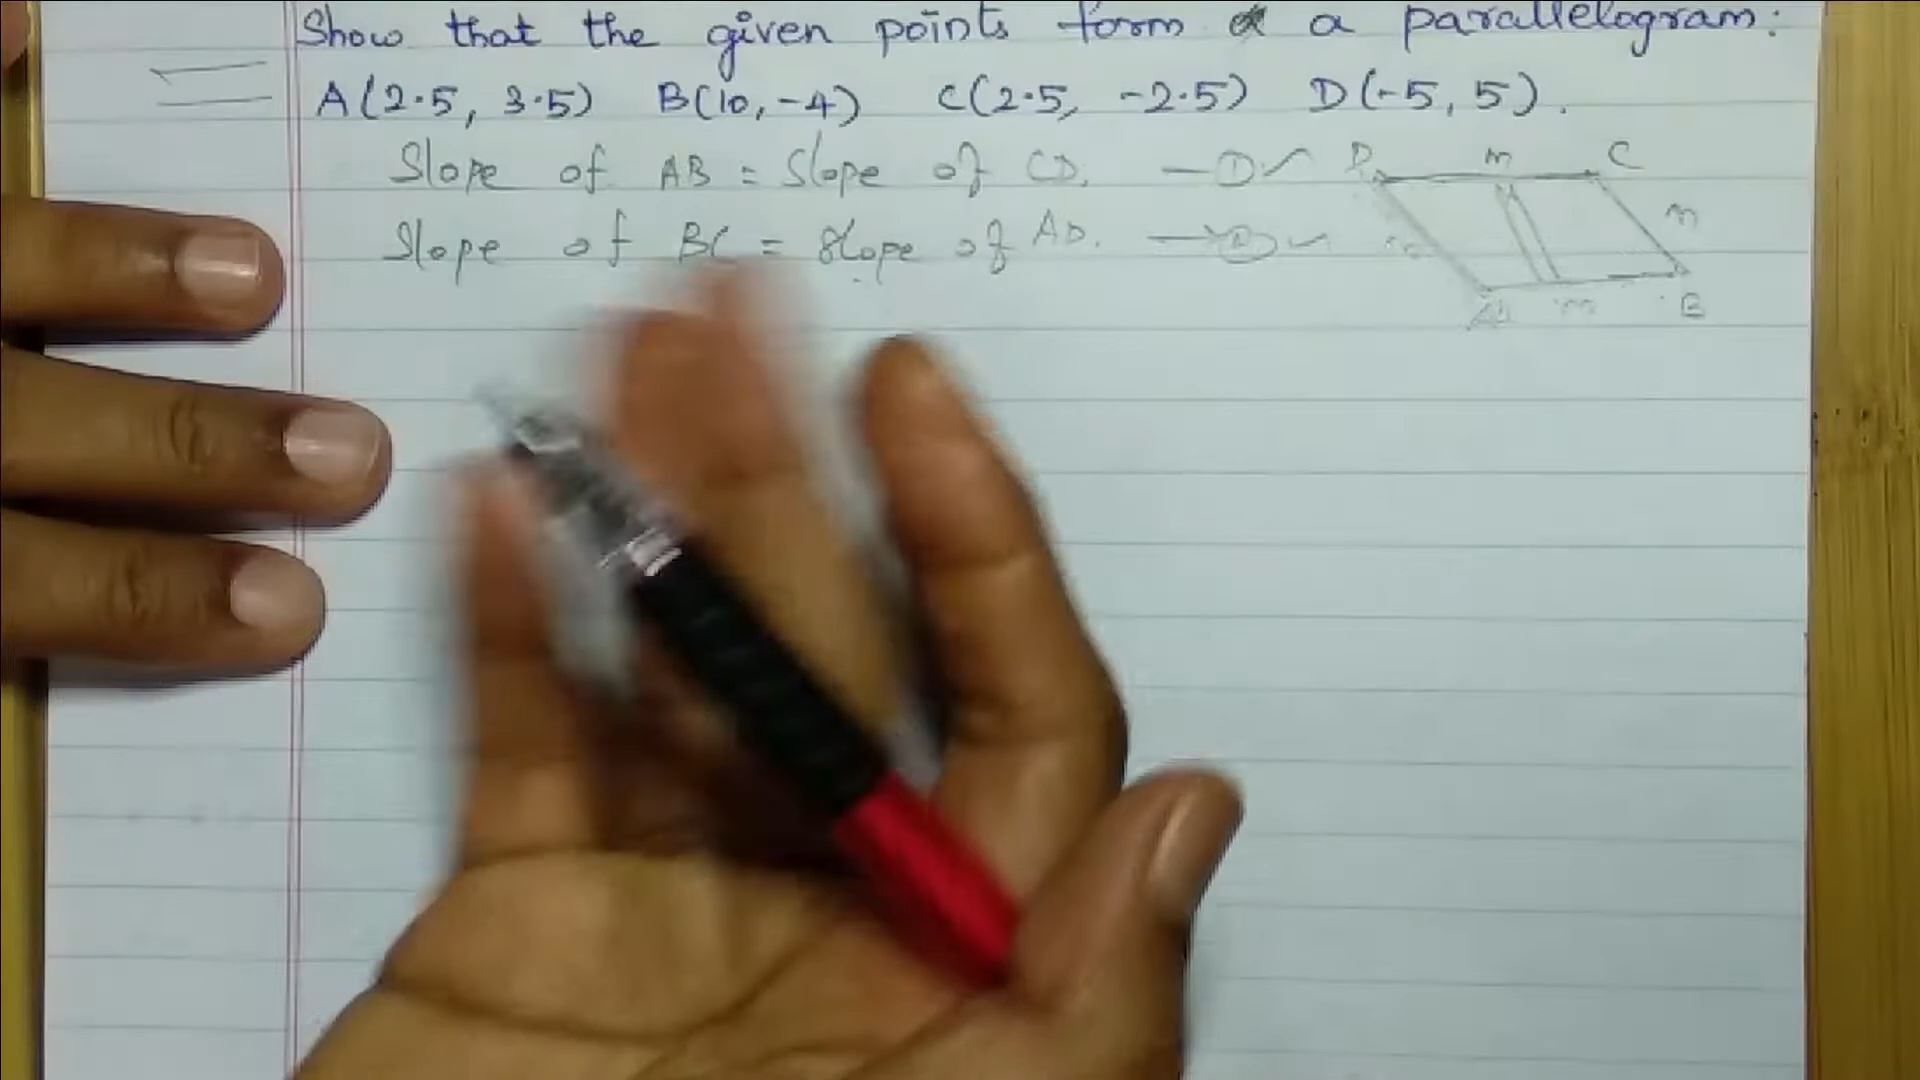 Show that the given points form a parallelogram:
A(2.5, 3.5) B(10, -4) C(2.5, -2.5) D(-5, 5).
Slope of AB = Slope of CD. — ①
Slope of BC = Slope of AD. — ②
D m C
m
A m B